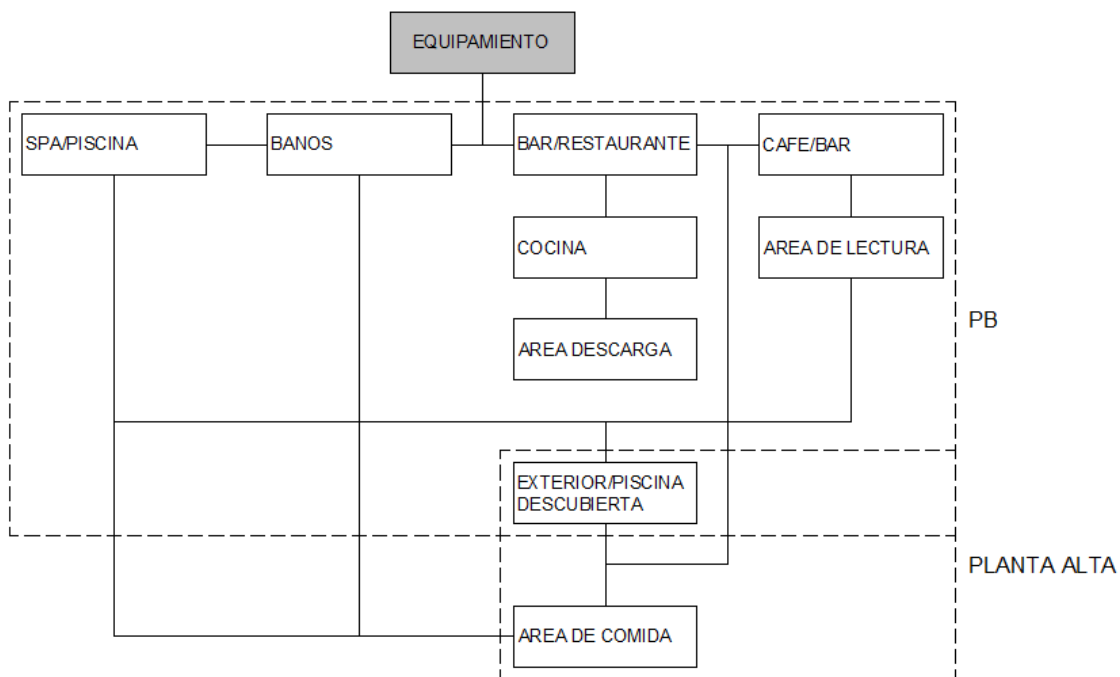 EQUIPAMIENTO
SPA/PISCINA
BANOS
BAR/RESTAURANTE
CAFE/BAR
COCINA
AREA DE LECTURA
PB
AREA DESCARGA
EXTERIOR/PISCINA
DESCUBIERTA
PLANTA ALTA
AREA DE COMIDA